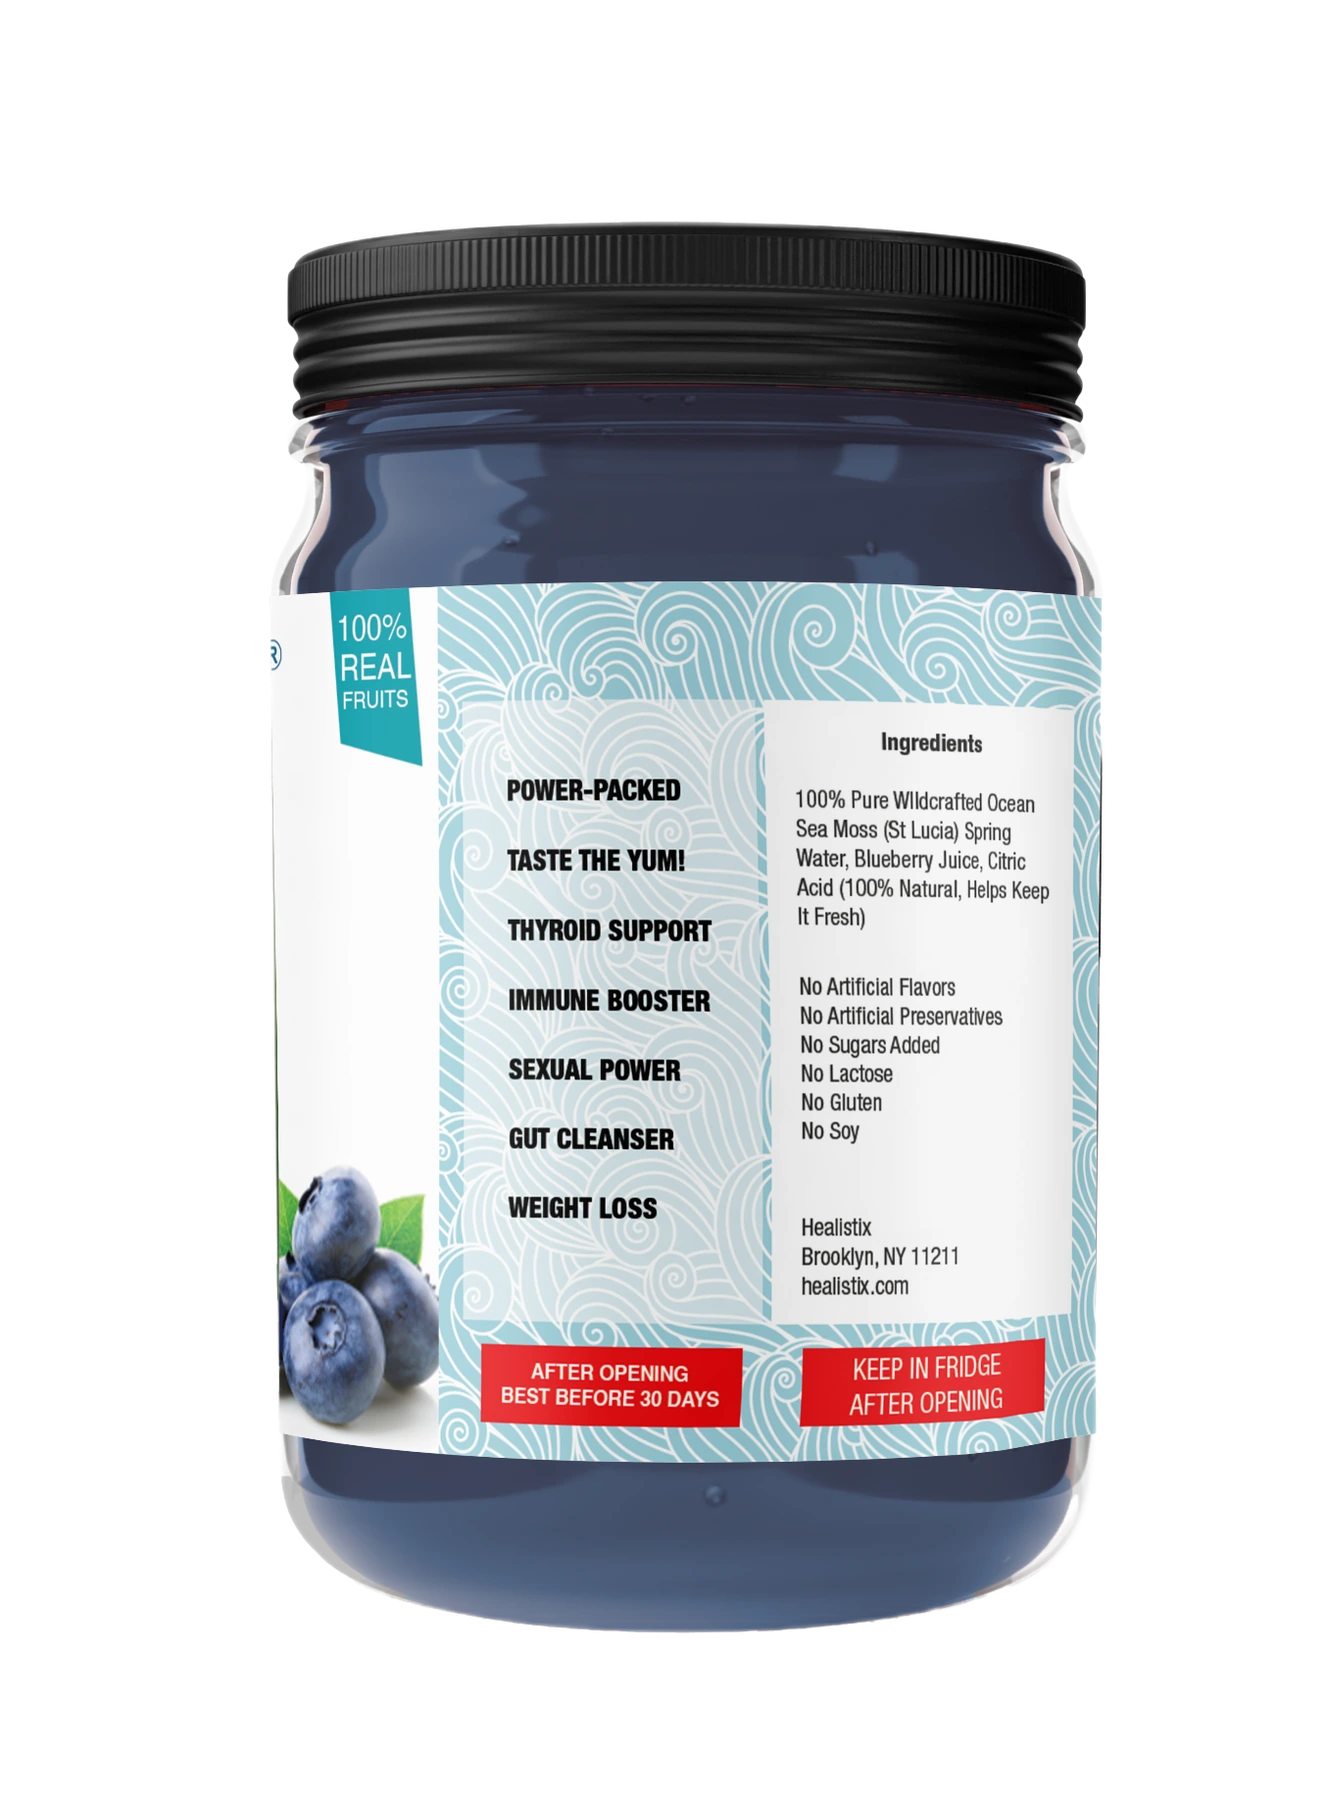 ®
100%
REAL
FRUITS
POWER-PACKED
TASTE THE YUM!
THYROID SUPPORT
IMMUNE BOOSTER
SEXUAL POWER
GUT CLEANSER
WEIGHT LOSS
AFTER OPENING
BEST BEFORE 30 DAYS
Ingredients
100% Pure WIldcrafted Ocean
Sea Moss (St Lucia) Spring
Water, Blueberry Juice, Citric
Acid (100% Natural, Helps Keep
It Fresh)
No Artificial Flavors
No Artificial Preservatives
No Sugars Added
No Lactose
No Gluten
No Soy
Healistix
Brooklyn, NY 11211
healistix.com
KEEP IN FRIDGE
AFTER OPENING